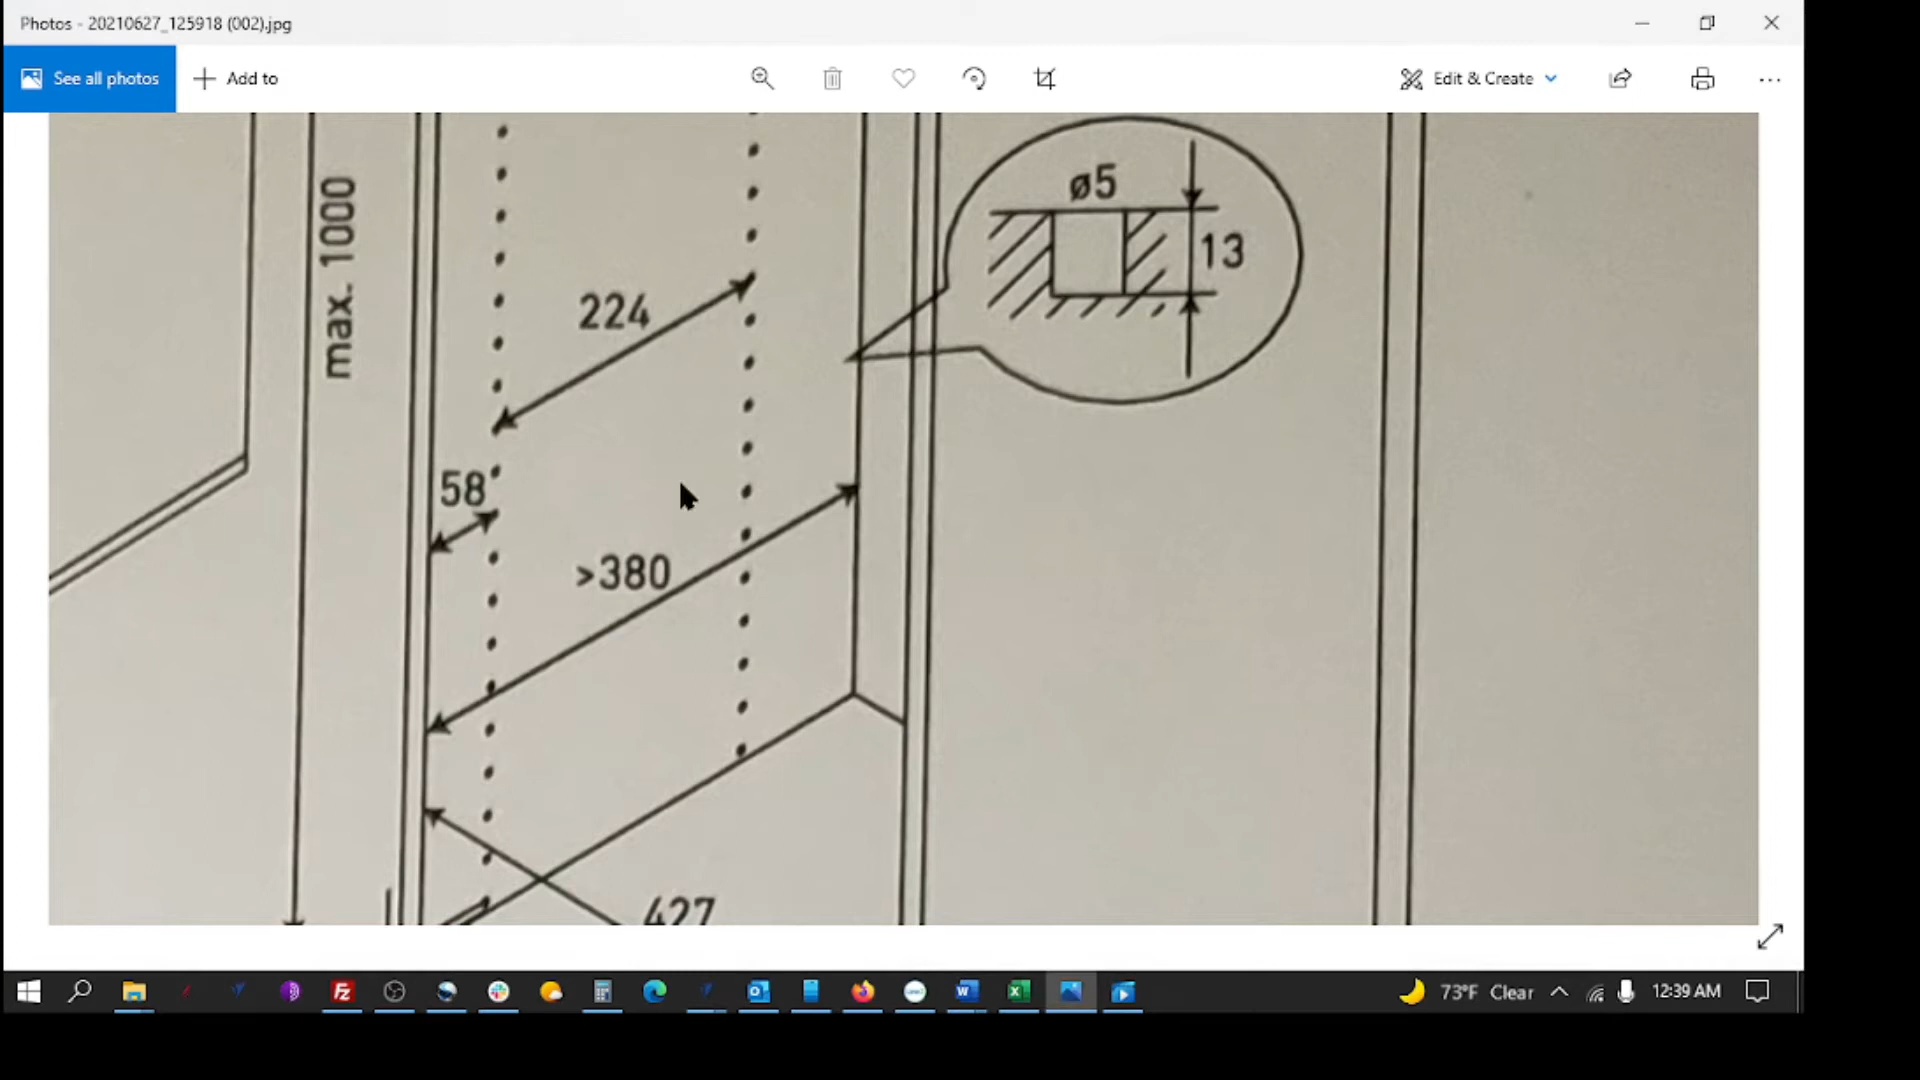 Photos - 20210627_125918 (002).jpg
See all photos
Add to
Edit & Create
max. 1000
ø5
13
224
58
>380
427
73°F Clear
12:39 AM